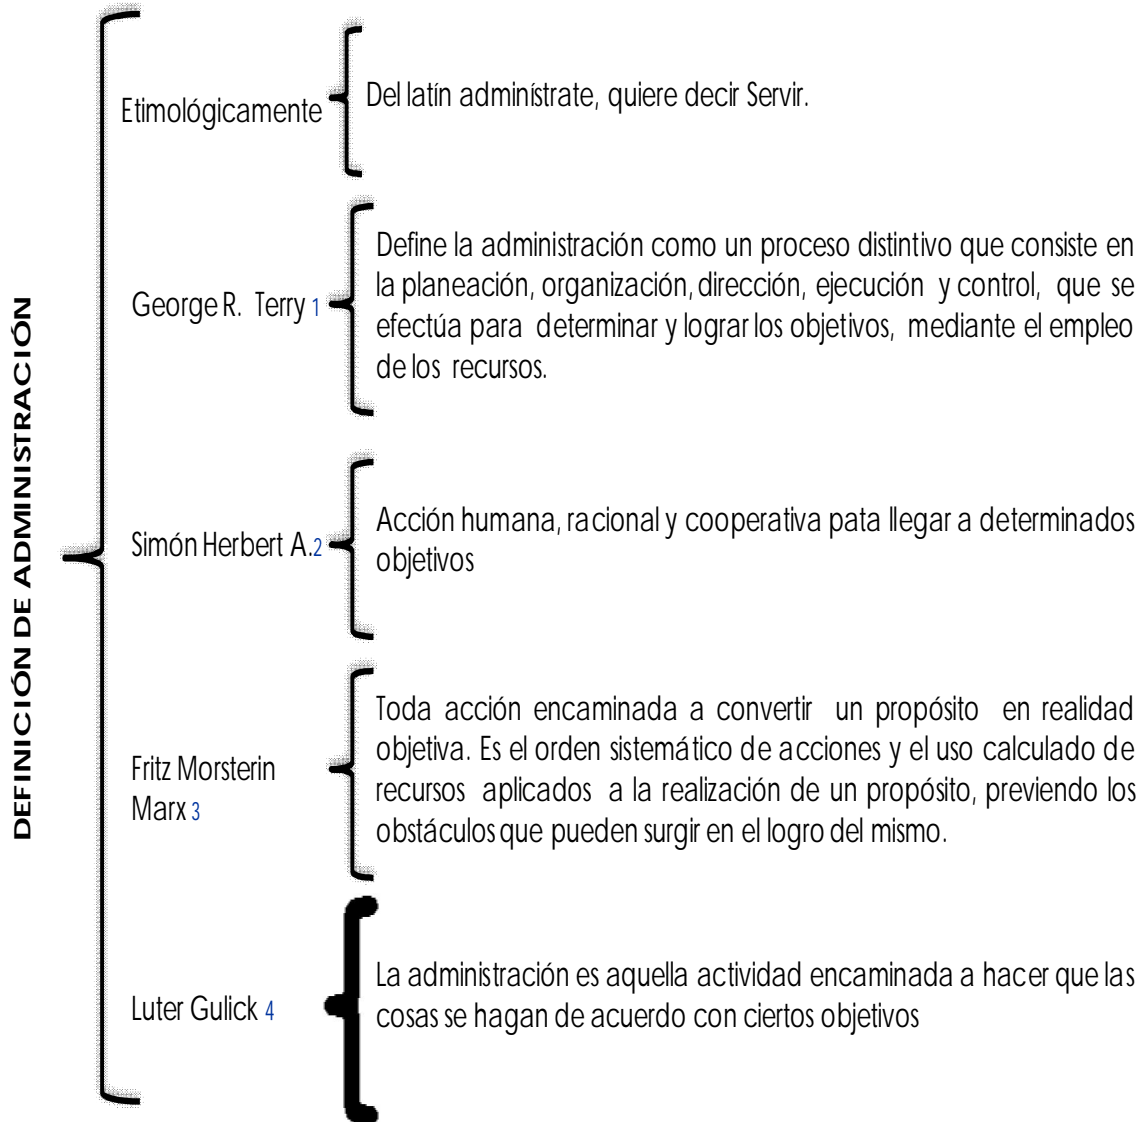 DEFINICIÓN DE ADMINISTRACIÓN
Etimológicamente
Del latín adminístrate, quiere decir Servir.
George R. Terry 1
Define la administración como un proceso distintivo que consiste en
la planeación, organización, dirección, ejecución y control, que se
efectúa para determinar y lograr los objetivos, mediante el empleo
de los recursos.
Simón Herbert A.2
Acción humana, racional y cooperativa pata llegar a determinados
objetivos
Fritz Morsterin
Marx 3
Toda acción encaminada a convertir un propósito en realidad
objetiva. Es el orden sistemático de acciones y el uso calculado de
recursos aplicados a la realización de un propósito, previendo los
obstáculos que pueden surgir en el logro del mismo.
Luter Gulick 4
La administración es aquella actividad encaminada a hacer que las
cosas se hagan de acuerdo con ciertos objetivos